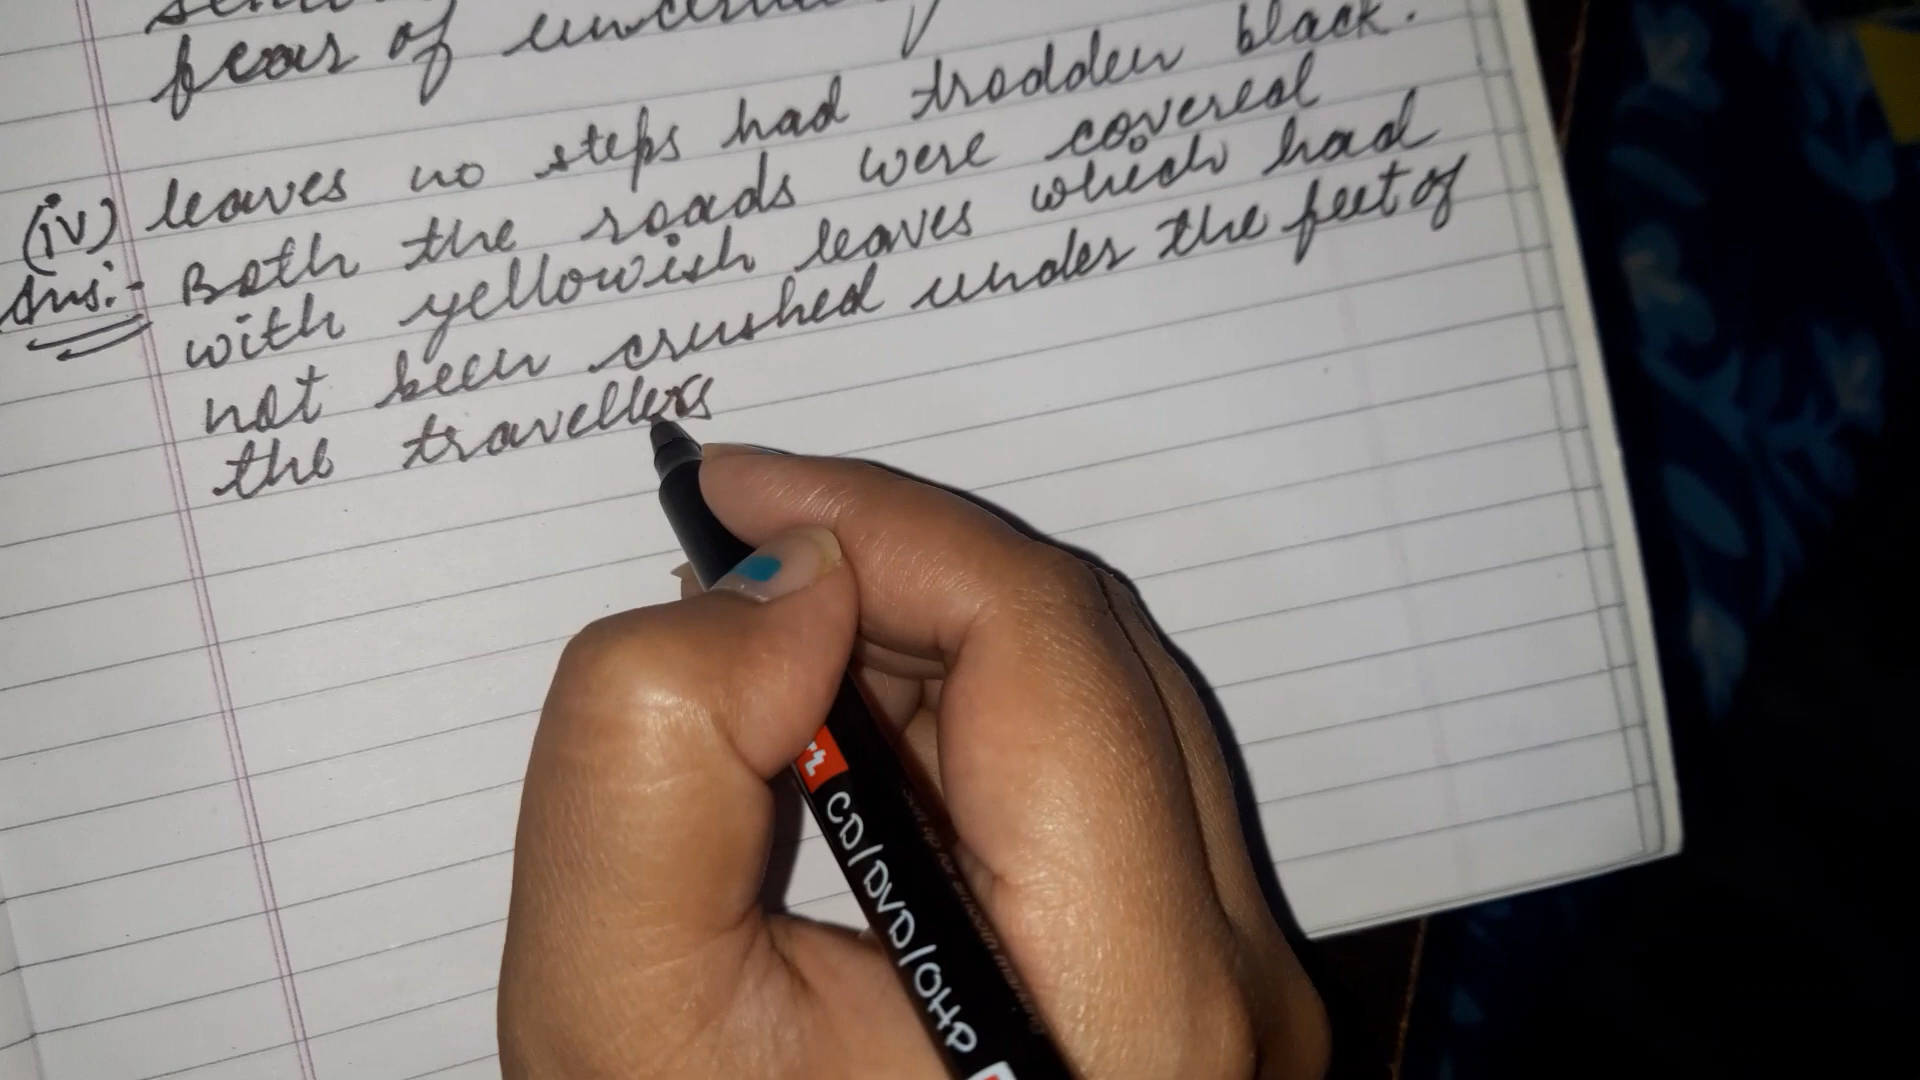 fear of
(iv) leaves no steps had trodden black.
Ans:- Both the roads were covered
with yellowish leaves which had
not been crushed under the feet of
the travellers
CD/DVD/OHP